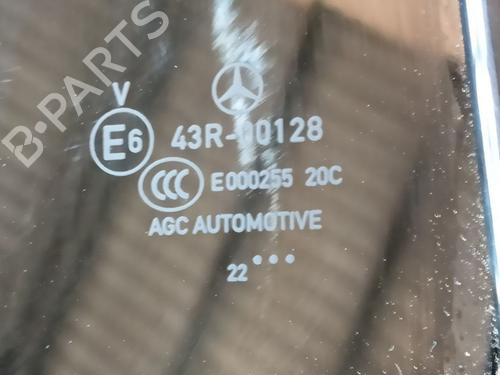 B-PARTS
V
E6 43R-00128
CCC E000255 20C
AGC AUTOMOTIVE
22 •••